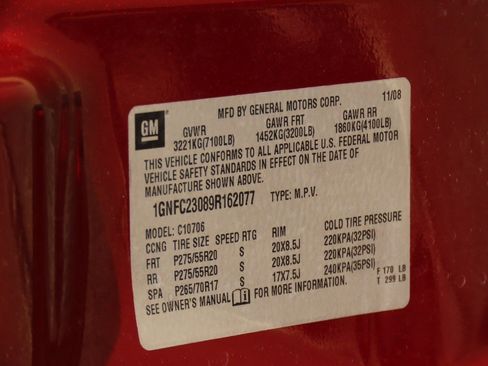 GM
MFD BY GENERAL MOTORS CORP. 11/08
GVWR GAWR FRT GAWR RR
3221KG(7100LB) 1452KG(3200LB) 1860KG(4100LB)
THIS VEHICLE CONFORMS TO ALL APPLICABLE U.S. FEDERAL MOTOR
VEHICLE SAFETY STANDARDS IN EFFECT ON THE DATE OF
MANUFACTURE SHOWN ABOVE.
1GNFC23089R162077 TYPE: M.P.V.
MODEL: C10706
CCNG TIRE SIZE SPEED RTG RIM COLD TIRE PRESSURE
FRT P275/55R20 S 20X8.5J 220KPA(32PSI)
RR P275/55R20 S 20X8.5J 220KPA(32PSI)
SPA P265/70R17 S 17X7.5J 240KPA(35PSI)
SEE OWNER'S MANUAL FOR MORE INFORMATION.
F 170 LB
T 299 LB